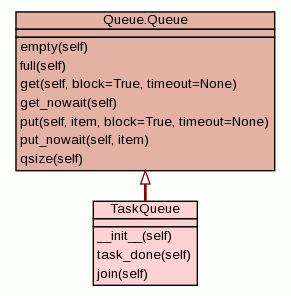 Queue.Queue
empty(self)
full(self)
get(self, block=True, timeout=None)
get_nowait(self)
put(self, item, block=True, timeout=None)
put_nowait(self, item)
qsize(self)
TaskQueue
__init__(self)
task_done(self)
join(self)